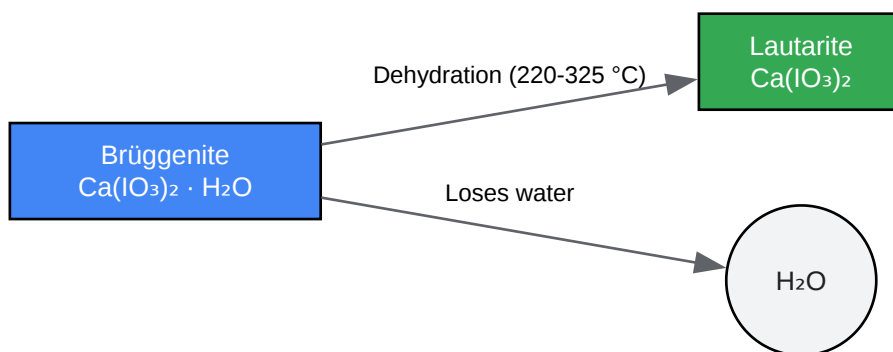 Lautarite
Ca(IO₃)₂
Dehydration (220-325 °C)
Brüggenite
Ca(IO₃)₂ · H₂O
Loses water
H₂O